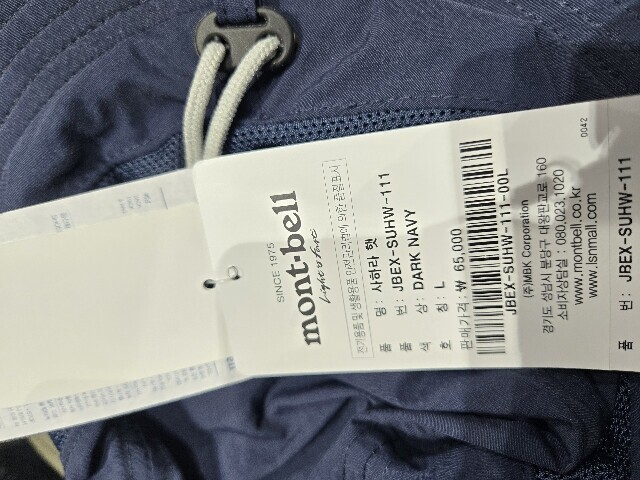 SINCE 1975
mont-bell
Light & Fast
전기용품 및 생활용품 안전관리법에 의한 품질표시
품 명: 사하라 햇
품 번: JBEX-SUHW-111
색 상: DARK NAVY
호 칭: L
판매가격: ₩ 65,000
JBEX-SUHW-111-00L
(주)MBK Corporation
경기도 성남시 분당구 대왕판교로 160
소비자상담실 · 080,023,1020
www.montbell.co.kr
www.lsnmall.com
0042
품 번: JBEX-SUHW-111